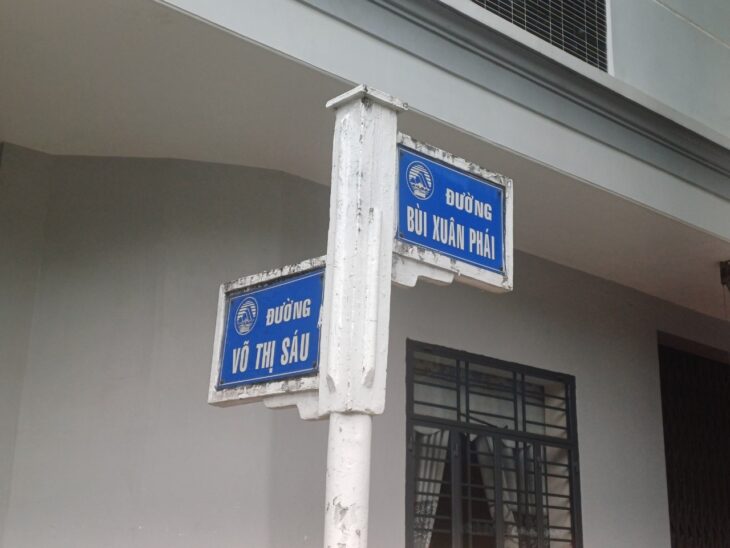 ĐƯỜNG
BÙI XUÂN PHÁI
ĐƯỜNG
VÕ THỊ SÁU